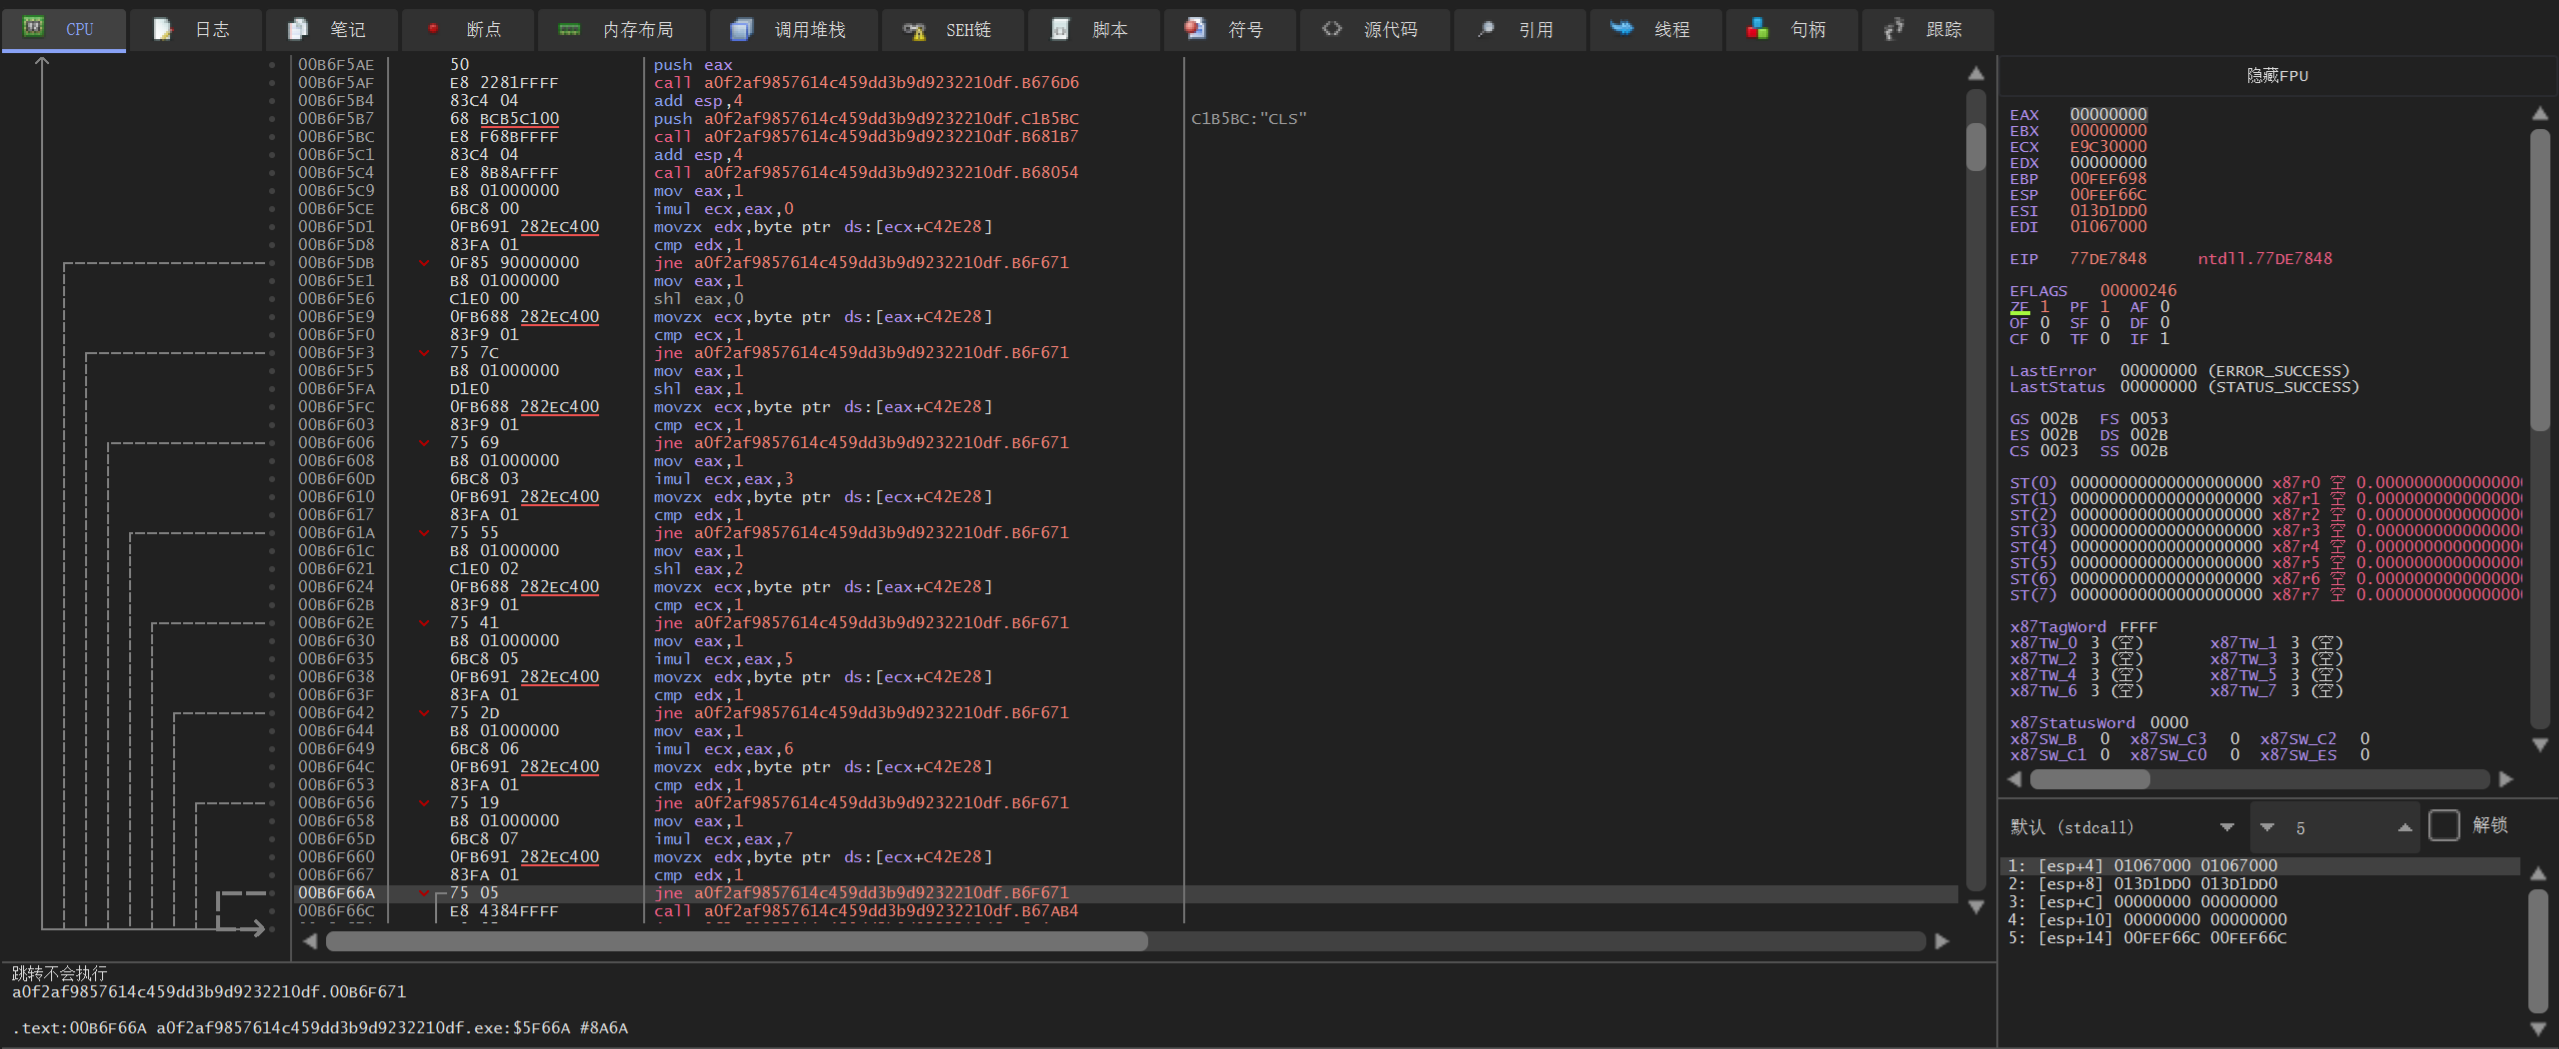 CPU 日志 笔记 断点 内存布局 调用堆栈 SEH链 脚本 符号 源代码 引用 线程 句柄 跟踪
00B6F5AE 50 push eax
00B6F5AF E8 2281FFFF call a0f2af9857614c459dd3b9d9232210df.B676D6
00B6F5B4 83C4 04 add esp,4
00B6F5B7 68 BCB5C100 push a0f2af9857614c459dd3b9d9232210df.C1B5BC C1B5BC:"CLS"
00B6F5BC E8 F68BFFFF call a0f2af9857614c459dd3b9d9232210df.B681B7
00B6F5C1 83C4 04 add esp,4
00B6F5C4 E8 8B8AFFFF call a0f2af9857614c459dd3b9d9232210df.B68054
00B6F5C9 B8 01000000 mov eax,1
00B6F5CE 6BC8 00 imul ecx,eax,0
00B6F5D1 0FB691 282EC400 movzx edx,byte ptr ds:[ecx+C42E28]
00B6F5D8 83FA 01 cmp edx,1
00B6F5DB 0F85 90000000 jne a0f2af9857614c459dd3b9d9232210df.B6F671
00B6F5E1 B8 01000000 mov eax,1
00B6F5E6 C1E0 00 shl eax,0
00B6F5E9 0FB688 282EC400 movzx ecx,byte ptr ds:[eax+C42E28]
00B6F5F0 83F9 01 cmp ecx,1
00B6F5F3 75 7C jne a0f2af9857614c459dd3b9d9232210df.B6F671
00B6F5F5 B8 01000000 mov eax,1
00B6F5FA D1E0 shl eax,1
00B6F5FC 0FB688 282EC400 movzx ecx,byte ptr ds:[eax+C42E28]
00B6F603 83F9 01 cmp ecx,1
00B6F606 75 69 jne a0f2af9857614c459dd3b9d9232210df.B6F671
00B6F608 B8 01000000 mov eax,1
00B6F60D 6BC8 03 imul ecx,eax,3
00B6F610 0FB691 282EC400 movzx edx,byte ptr ds:[ecx+C42E28]
00B6F617 83FA 01 cmp edx,1
00B6F61A 75 55 jne a0f2af9857614c459dd3b9d9232210df.B6F671
00B6F61C B8 01000000 mov eax,1
00B6F621 C1E0 02 shl eax,2
00B6F624 0FB688 282EC400 movzx ecx,byte ptr ds:[eax+C42E28]
00B6F62B 83F9 01 cmp ecx,1
00B6F62E 75 41 jne a0f2af9857614c459dd3b9d9232210df.B6F671
00B6F630 B8 01000000 mov eax,1
00B6F635 6BC8 05 imul ecx,eax,5
00B6F638 0FB691 282EC400 movzx edx,byte ptr ds:[ecx+C42E28]
00B6F63F 83FA 01 cmp edx,1
00B6F642 75 2D jne a0f2af9857614c459dd3b9d9232210df.B6F671
00B6F644 B8 01000000 mov eax,1
00B6F649 6BC8 06 imul ecx,eax,6
00B6F64C 0FB691 282EC400 movzx edx,byte ptr ds:[ecx+C42E28]
00B6F653 83FA 01 cmp edx,1
00B6F656 75 19 jne a0f2af9857614c459dd3b9d9232210df.B6F671
00B6F658 B8 01000000 mov eax,1
00B6F65D 6BC8 07 imul ecx,eax,7
00B6F660 0FB691 282EC400 movzx edx,byte ptr ds:[ecx+C42E28]
00B6F667 83FA 01 cmp edx,1
00B6F66A 75 05 jne a0f2af9857614c459dd3b9d9232210df.B6F671
00B6F66C E8 4384FFFF call a0f2af9857614c459dd3b9d9232210df.B67AB4
跳转不会执行
a0f2af9857614c459dd3b9d9232210df.00B6F671
.text:00B6F66A a0f2af9857614c459dd3b9d9232210df.exe:$5F66A #8A6A
隐藏FPU
EAX 00000000
EBX 00000000
ECX E9C30000
EDX 00000000
EBP 00FEF698
ESP 00FEF66C
ESI 013D1DD0
EDI 01067000
EIP 77DE7848 ntdll.77DE7848
EFLAGS 00000246
ZF 1 PF 1 AF 0
OF 0 SF 0 DF 0
CF 0 TF 0 IF 1
LastError 00000000 (ERROR_SUCCESS)
LastStatus 00000000 (STATUS_SUCCESS)
GS 002B FS 0053
ES 002B DS 002B
CS 0023 SS 002B
ST(0) 00000000000000000000 x87r0 空 0.0000000000000000
ST(1) 00000000000000000000 x87r1 空 0.0000000000000000
ST(2) 00000000000000000000 x87r2 空 0.0000000000000000
ST(3) 00000000000000000000 x87r3 空 0.0000000000000000
ST(4) 00000000000000000000 x87r4 空 0.0000000000000000
ST(5) 00000000000000000000 x87r5 空 0.0000000000000000
ST(6) 00000000000000000000 x87r6 空 0.0000000000000000
ST(7) 00000000000000000000 x87r7 空 0.0000000000000000
x87TagWord FFFF
x87TW_0 3 (空) x87TW_1 3 (空)
x87TW_2 3 (空) x87TW_3 3 (空)
x87TW_4 3 (空) x87TW_5 3 (空)
x87TW_6 3 (空) x87TW_7 3 (空)
x87StatusWord 0000
x87SW_B 0 x87SW_C3 0 x87SW_C2 0
x87SW_C1 0 x87SW_C0 0 x87SW_ES 0
默认 (stdcall) 5 解锁
1: [esp+4] 01067000 01067000
2: [esp+8] 013D1DD0 013D1DD0
3: [esp+C] 00000000 00000000
4: [esp+10] 00000000 00000000
5: [esp+14] 00FEF66C 00FEF66C